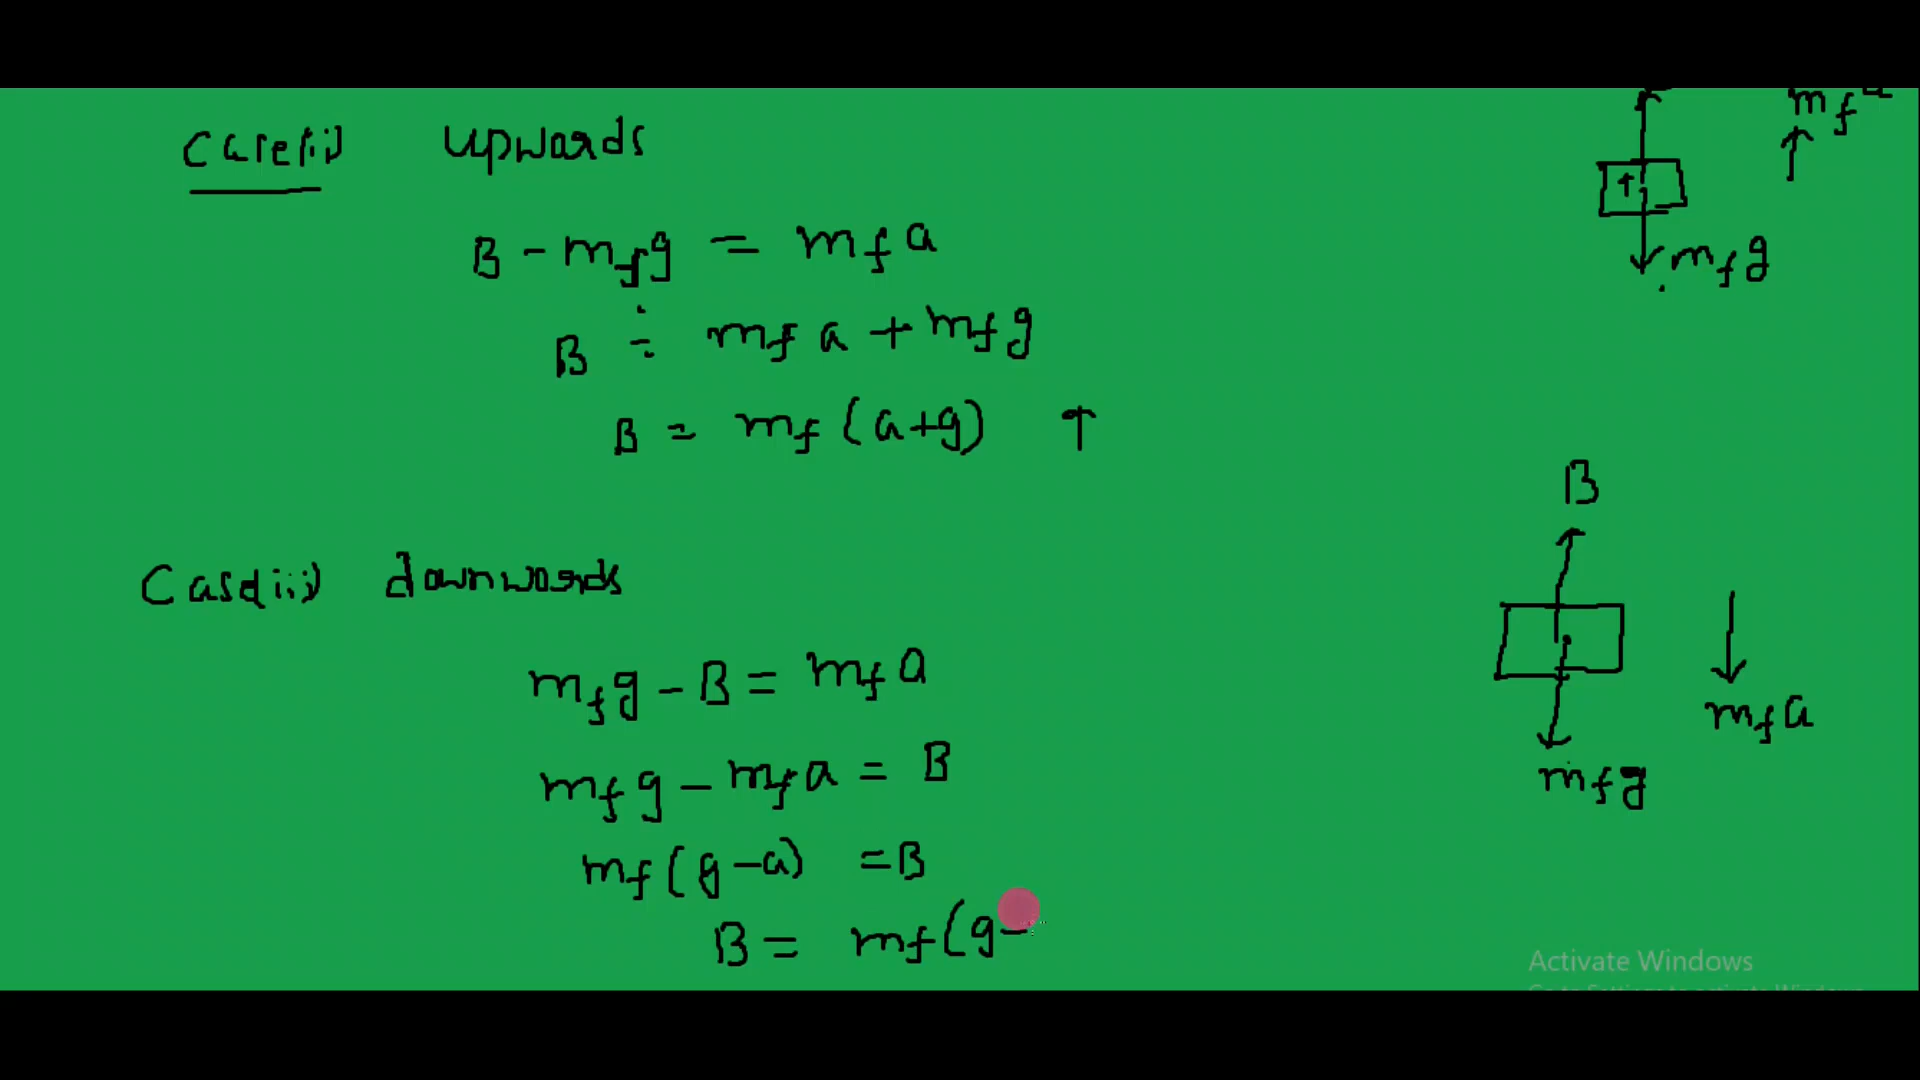 Case(i) upwards
mfa
B - mfg = mfa
mfg
B = mfa + mfg
B = mf (a+g) ↑
B
Case(ii) downwards
mfg - B = mfa
mfa
mfg - mfa = B
mfg
mf (g-a) = B
B = mf (g-
Activate Windows